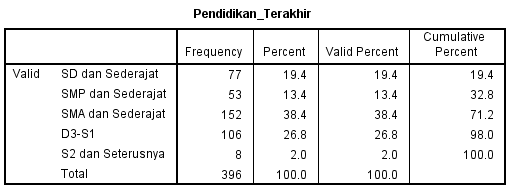 Pendidikan_Terakhir
Frequency Percent Valid Percent Cumulative Percent
Valid SD dan Sederajat 77 19.4 19.4 19.4
SMP dan Sederajat 53 13.4 13.4 32.8
SMA dan Sederajat 152 38.4 38.4 71.2
D3-S1 106 26.8 26.8 98.0
S2 dan Seterusnya 8 2.0 2.0 100.0
Total 396 100.0 100.0